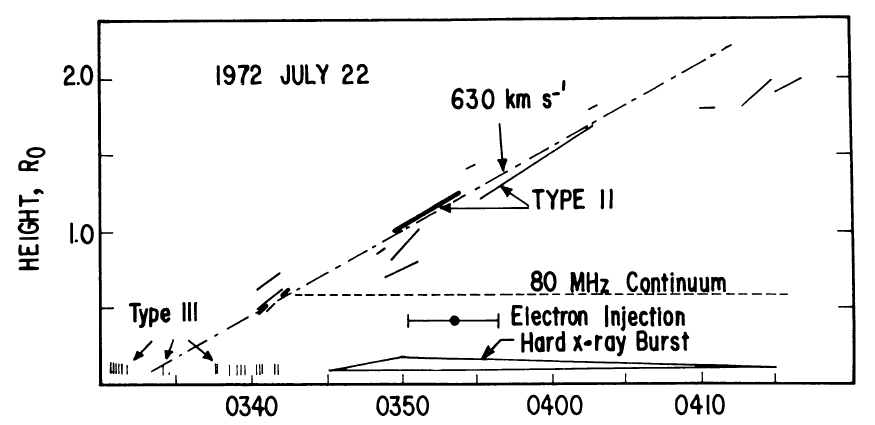 2.0
1972 JULY 22
630 km s⁻¹
HEIGHT, R₀
TYPE II
1.0
80 MHz Continuum
Type III
Electron Injection
Hard x-ray Burst
0340 0350 0400 0410